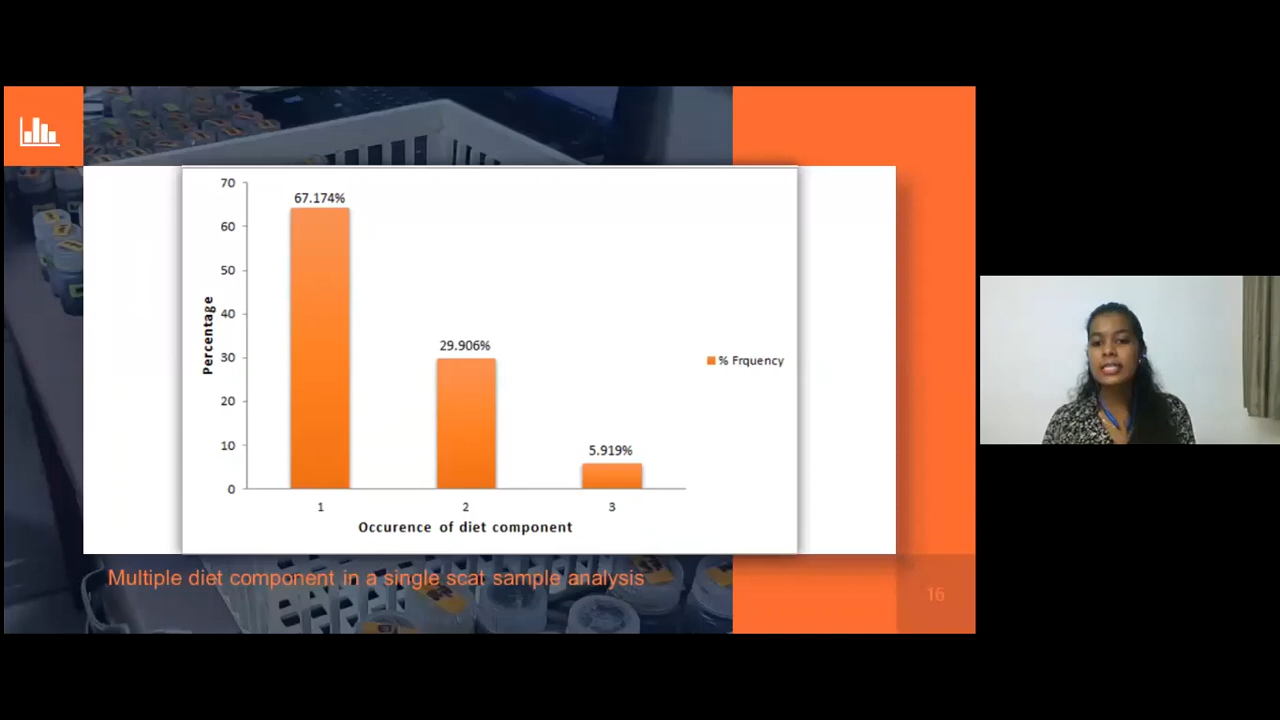 70
67.174%
60
50
40
29.906%
30
20
10
5.919%
0
1 2 3
Percentage
Occurence of diet component
% Frquency
Multiple diet component in a single scat sample analysis
16